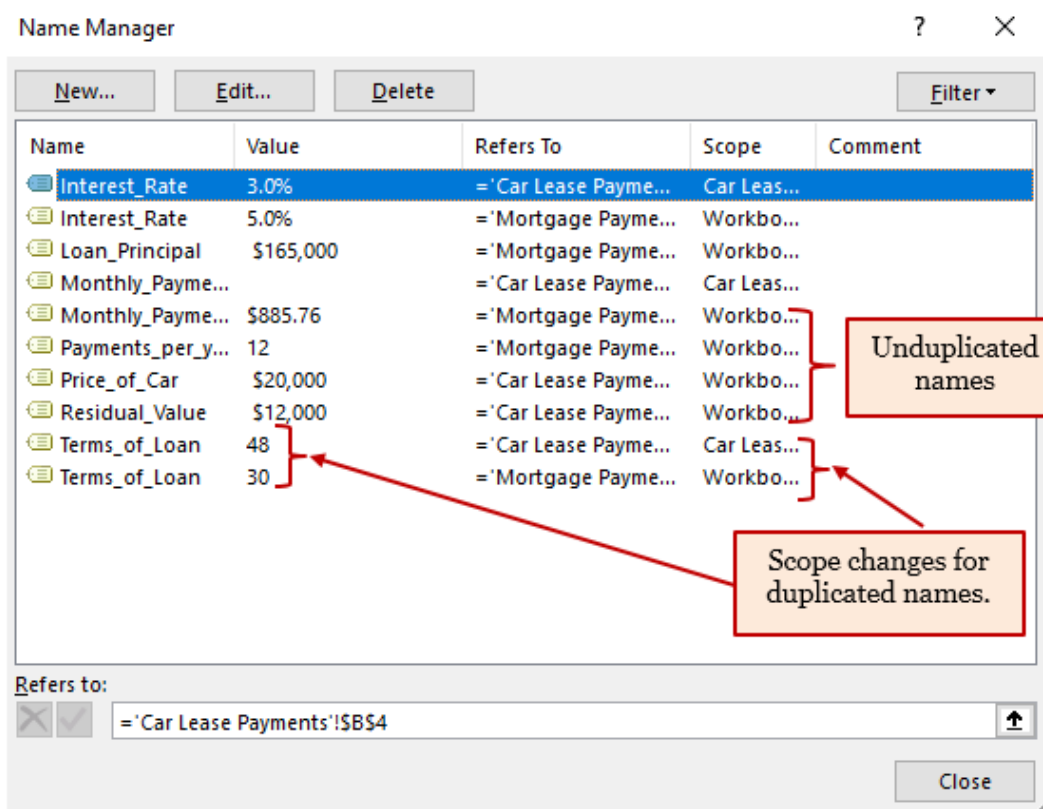 Name Manager ? ×
New... Edit... Delete Filter
Name Value Refers To Scope Comment
Interest_Rate 3.0% ='Car Lease Payme... Car Leas...
Interest_Rate 5.0% ='Mortgage Payme... Workbo...
Loan_Principal $165,000 ='Mortgage Payme... Workbo...
Monthly_Payme... ='Car Lease Payme... Car Leas...
Monthly_Payme... $885.76 ='Mortgage Payme... Workbo...
Payments_per_y... 12 ='Mortgage Payme... Workbo...
Price_of_Car $20,000 ='Car Lease Payme... Workbo...
Residual_Value $12,000 ='Car Lease Payme... Workbo...
Terms_of_Loan 48 ='Car Lease Payme... Car Leas...
Terms_of_Loan 30 ='Mortgage Payme... Workbo...
Unduplicated
names
Scope changes for
duplicated names.
Refers to:
='Car Lease Payments'!$B$4
Close